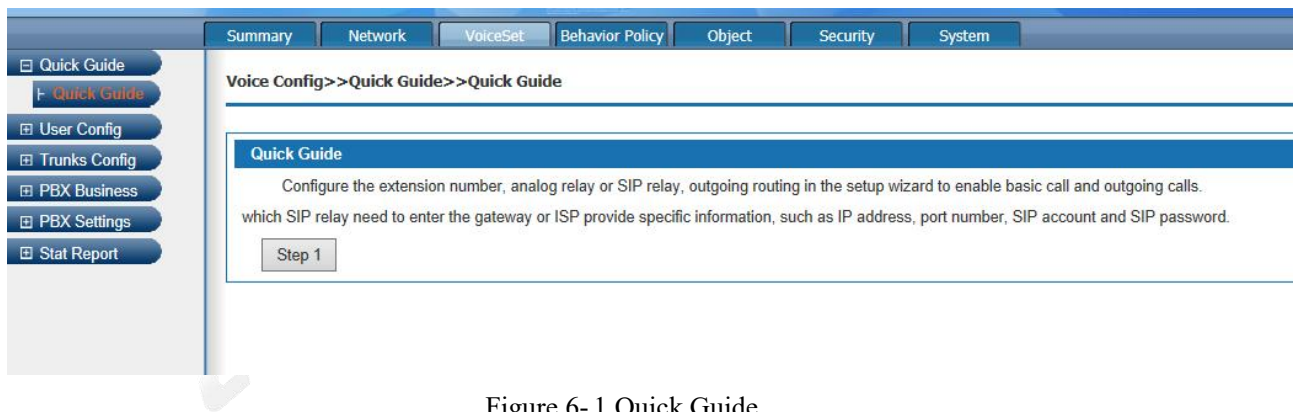 Summary Network VoiceSet Behavior Policy Object Security System
Quick Guide
Quick Guide
User Config
Trunks Config
PBX Business
PBX Settings
Stat Report
Voice Config>>Quick Guide>>Quick Guide
Quick Guide
Configure the extension number, analog relay or SIP relay, outgoing routing in the setup wizard to enable basic call and outgoing calls.
which SIP relay need to enter the gateway or ISP provide specific information, such as IP address, port number, SIP account and SIP password.
Step 1
Figure 6- 1 Quick Guide